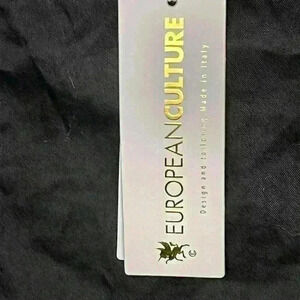 EUROPEANCULTURE
©
Design and tailoring Made in Italy